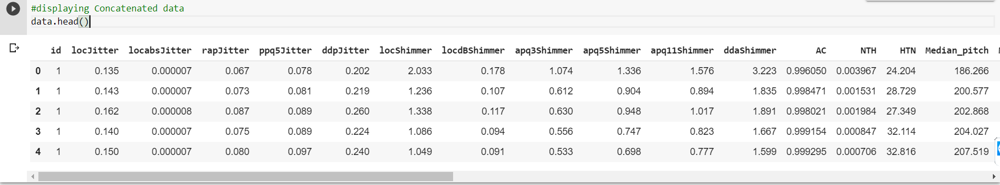 #displaying Concatenated data
data.head()
id locJitter locabsJitter rapJitter ppq5Jitter ddpJitter locShimmer locdBShimmer apq3Shimmer apq5Shimmer apq11Shimmer ddaShimmer AC NTH HTN Median_pitch
0 1 0.135 0.000007 0.067 0.078 0.202 2.033 0.178 1.074 1.336 1.576 3.223 0.996050 0.003967 24.204 186.266
1 1 0.143 0.000007 0.073 0.081 0.219 1.236 0.107 0.612 0.904 0.894 1.835 0.998471 0.001531 28.729 200.577
2 1 0.162 0.000008 0.087 0.089 0.260 1.338 0.117 0.630 0.948 1.017 1.891 0.998021 0.001984 27.349 202.868
3 1 0.140 0.000007 0.075 0.089 0.224 1.086 0.094 0.556 0.747 0.823 1.667 0.999154 0.000847 32.114 204.027
4 1 0.150 0.000007 0.080 0.097 0.240 1.049 0.091 0.533 0.698 0.777 1.599 0.999295 0.000706 32.816 207.519